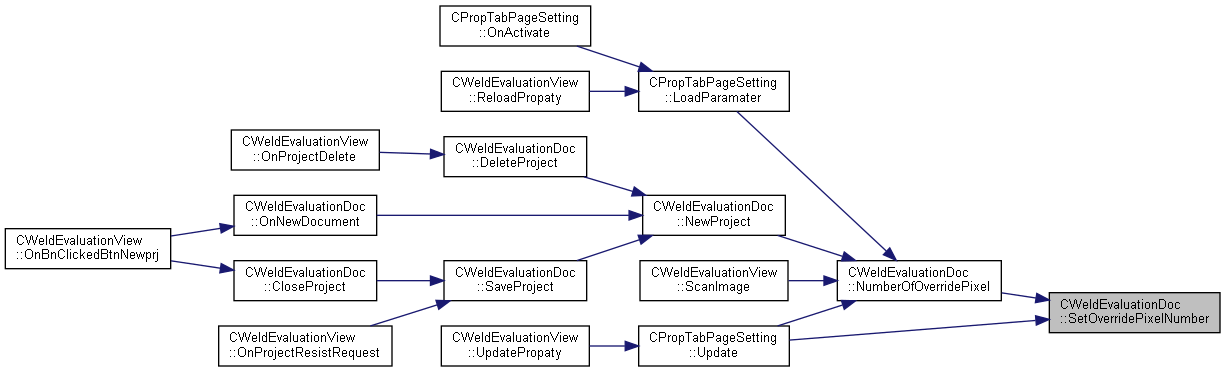 CPropTabPageSetting
::OnActivate
CWeldEvaluationView
::ReloadPropaty
CPropTabPageSetting
::LoadParamater
CWeldEvaluationView
::OnProjectDelete
CWeldEvaluationDoc
::DeleteProject
CWeldEvaluationDoc
::OnNewDocument
CWeldEvaluationDoc
::NewProject
CWeldEvaluationView
::OnBnClickedBtnNewprj
CWeldEvaluationDoc
::CloseProject
CWeldEvaluationDoc
::SaveProject
CWeldEvaluationView
::ScanImage
CWeldEvaluationDoc
::NumberOfOverridePixel
CWeldEvaluationDoc
::SetOverridePixelNumber
CWeldEvaluationView
::OnProjectResistRequest
CWeldEvaluationView
::UpdatePropaty
CPropTabPageSetting
::Update